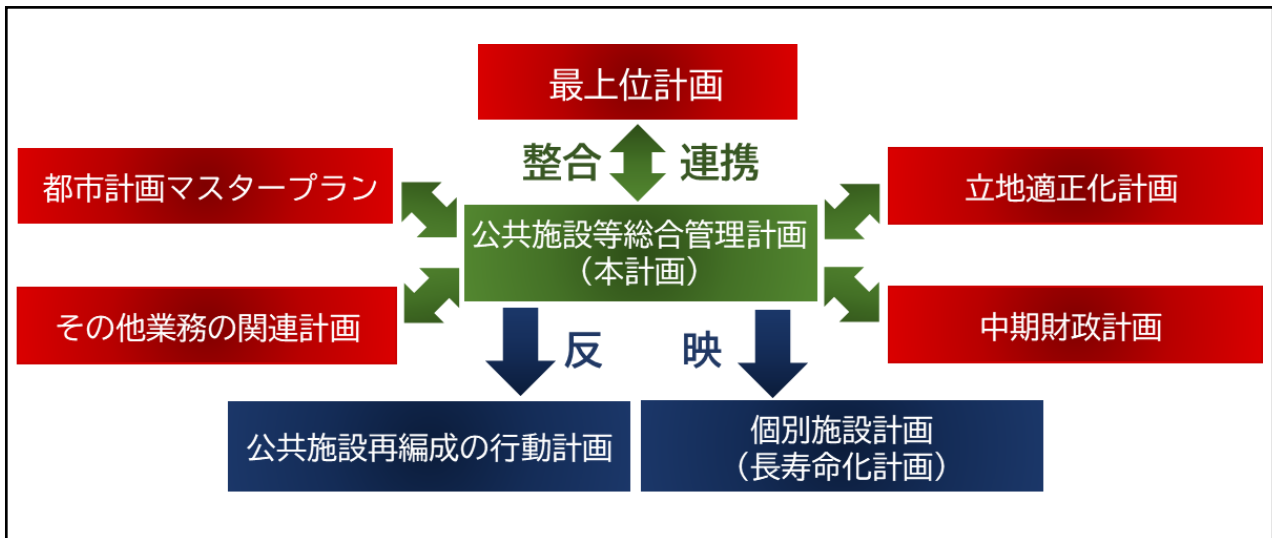 最上位計画
整合 連携
都市計画マスタープラン
立地適正化計画
公共施設等総合管理計画
（本計画）
その他業務の関連計画
中期財政計画
反 映
公共施設再編成の行動計画
個別施設計画
（長寿命化計画）